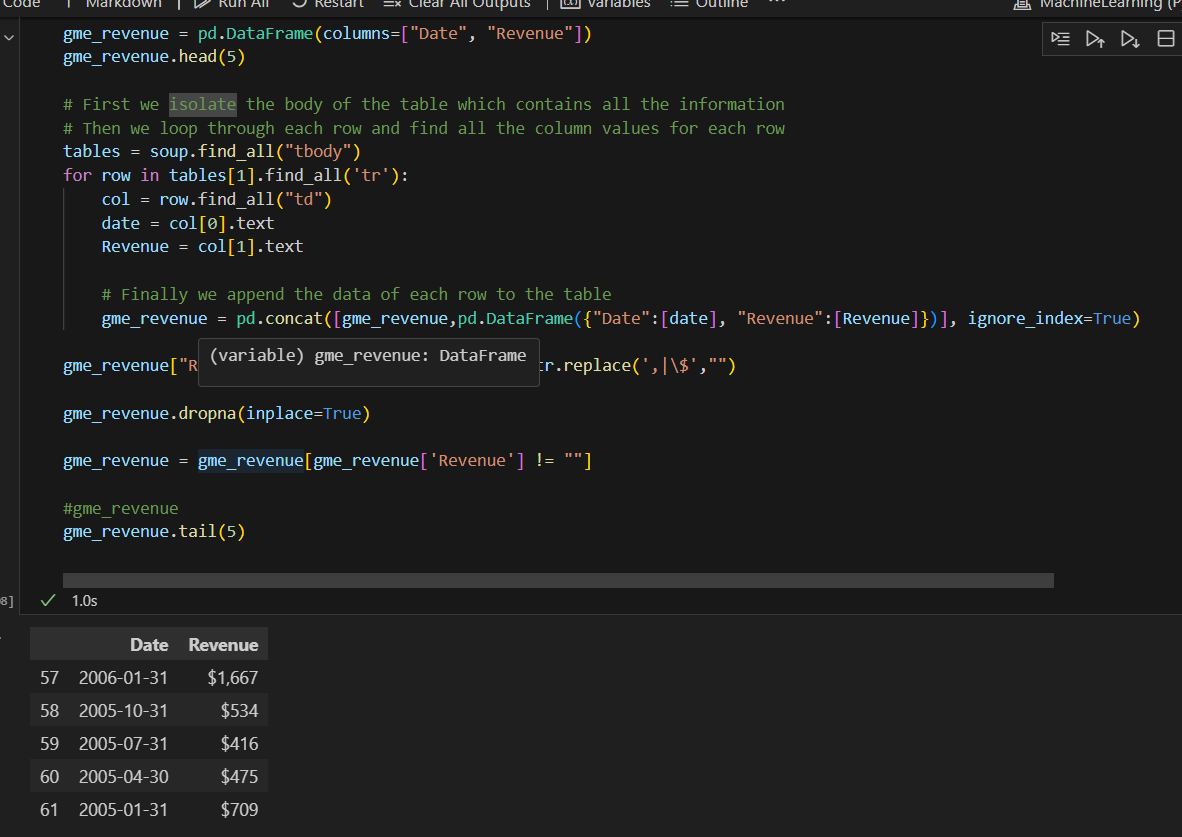 Code Markdown Run All Restart Clear All Outputs Variables Outline ... MachineLearning (P
gme_revenue = pd.DataFrame(columns=["Date", "Revenue"])
gme_revenue.head(5)
# First we isolate the body of the table which contains all the information
# Then we loop through each row and find all the column values for each row
tables = soup.find_all("tbody")
for row in tables[1].find_all('tr'):
    col = row.find_all("td")
    date = col[0].text
    Revenue = col[1].text
    # Finally we append the data of each row to the table
    gme_revenue = pd.concat([gme_revenue,pd.DataFrame({"Date":[date], "Revenue":[Revenue]})], ignore_index=True)
(variable) gme_revenue: DataFrame
gme_revenue["R tr.replace(',|\$',"")
gme_revenue.dropna(inplace=True)
gme_revenue = gme_revenue[gme_revenue['Revenue'] != ""]
#gme_revenue
gme_revenue.tail(5)
8] 1.0s
Date Revenue
57 2006-01-31 $1,667
58 2005-10-31 $534
59 2005-07-31 $416
60 2005-04-30 $475
61 2005-01-31 $709